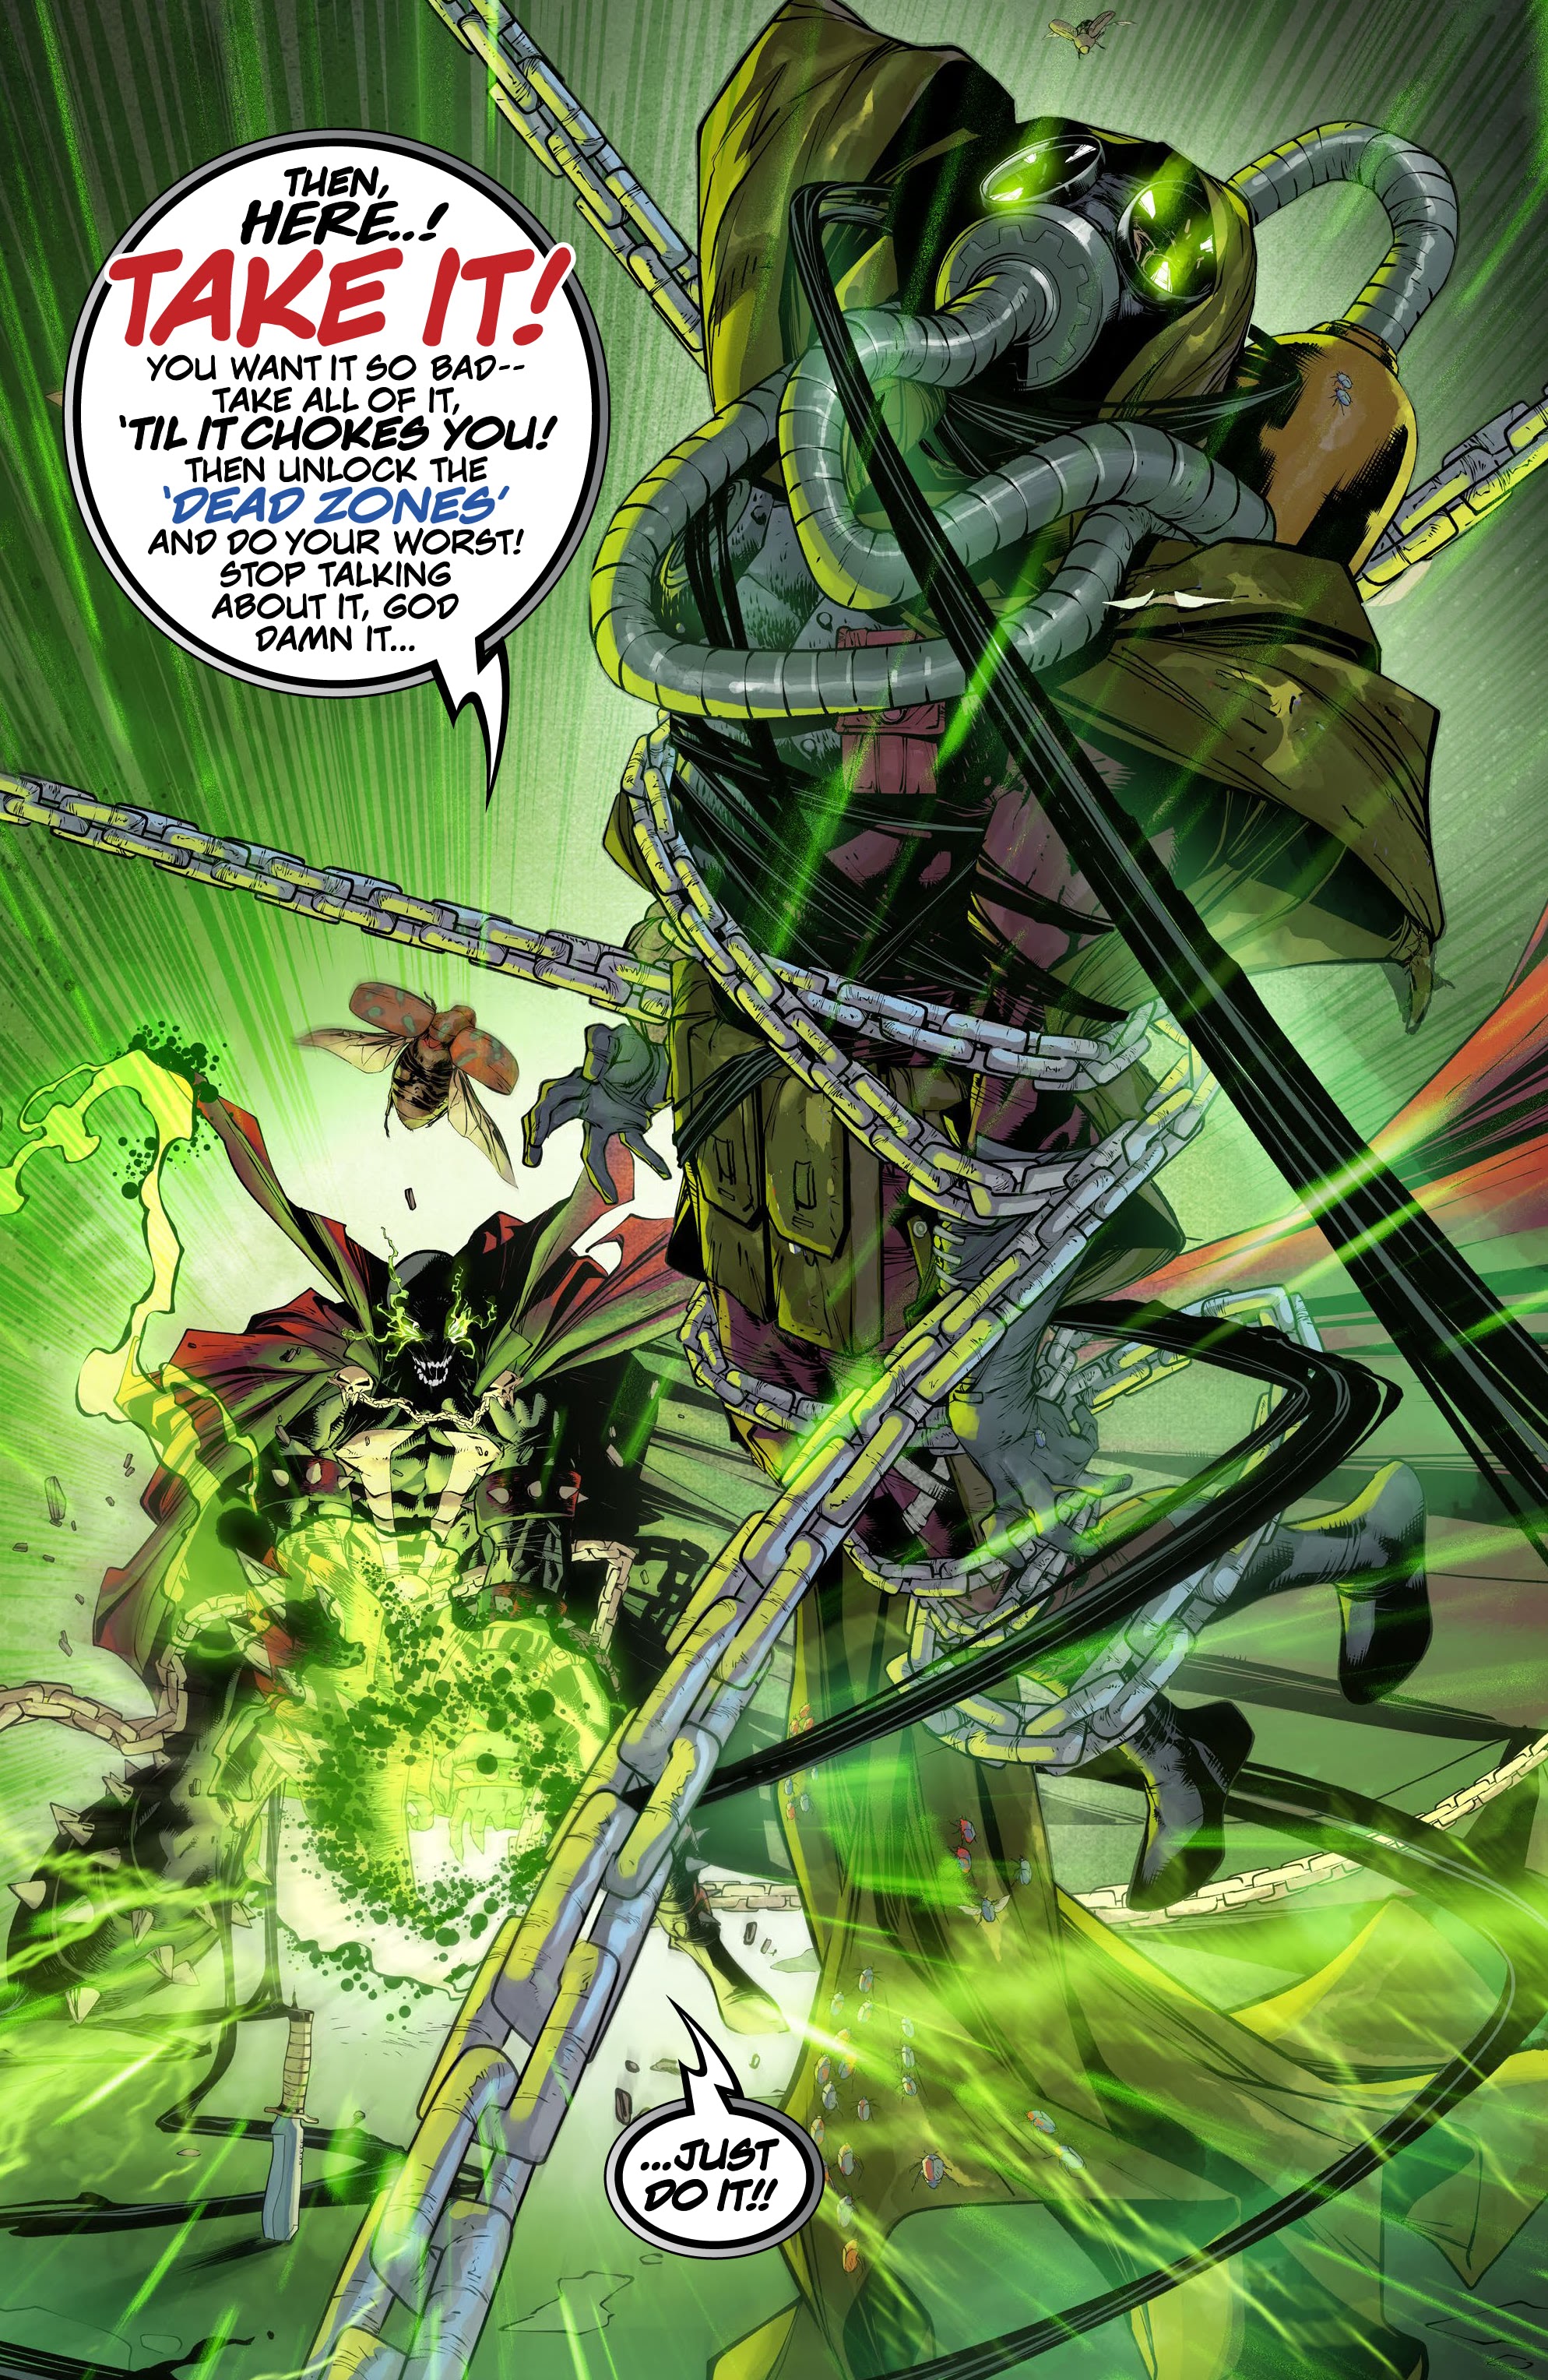 THEN,
HERE..!
TAKE IT!
YOU WANT IT SO BAD--
TAKE ALL OF IT,
'TIL IT CHOKES YOU!
THEN UNLOCK THE
'DEAD ZONES'
AND DO YOUR WORST!
STOP TALKING
ABOUT IT, GOD
DAMN IT...
...JUST
DO IT!!